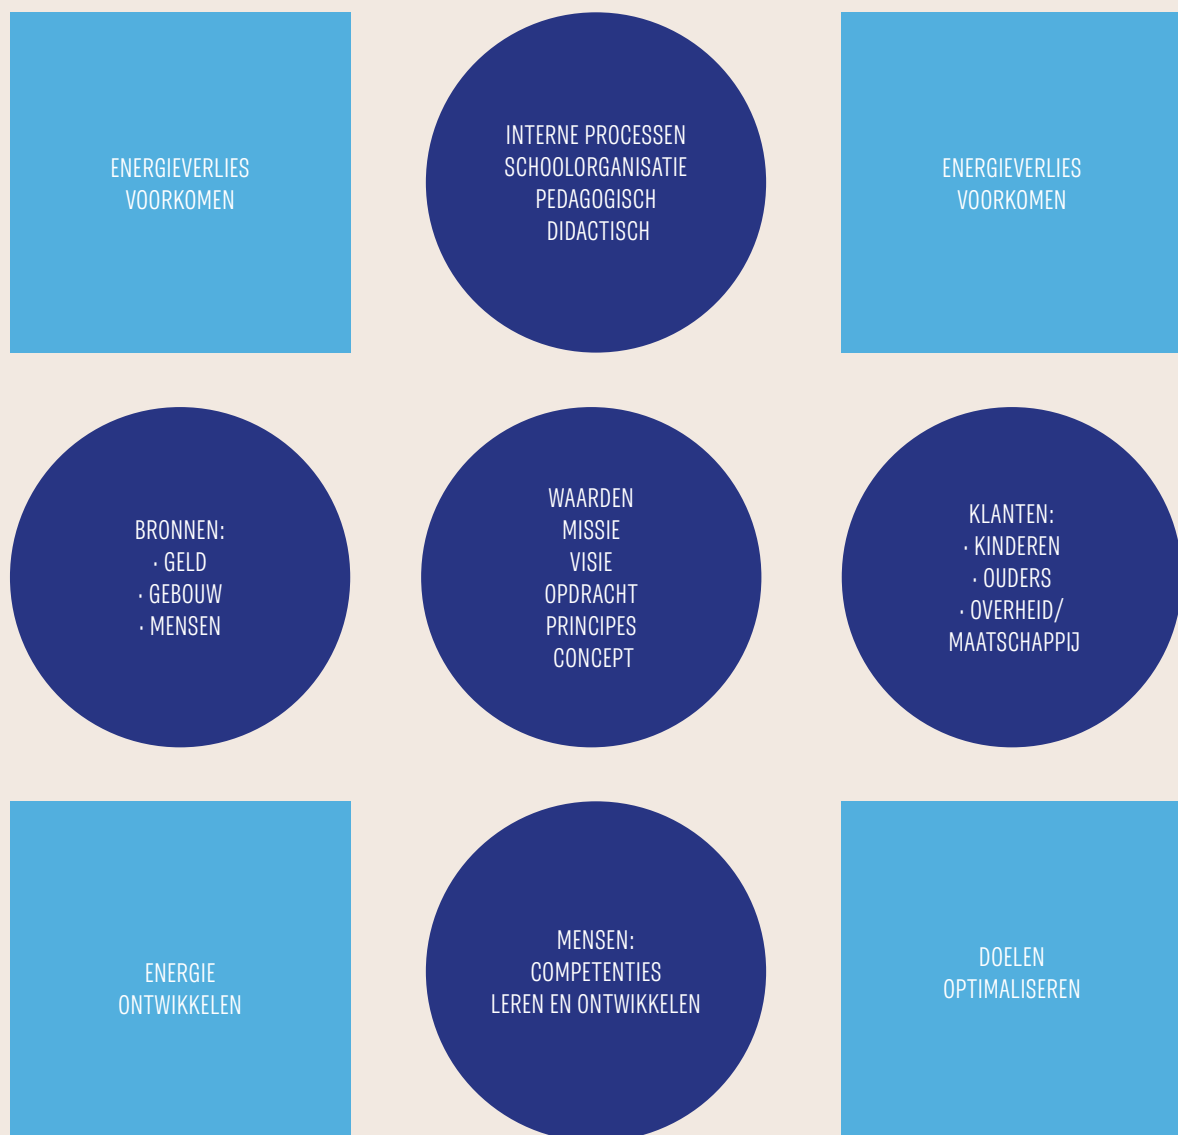 ENERGIEVERLIES
VOORKOMEN
INTERNE PROCESSEN
SCHOOLORGANISATIE
PEDAGOGISCH
DIDACTISCH
ENERGIEVERLIES
VOORKOMEN
BRONNEN:
· GELD
· GEBOUW
· MENSEN
WAARDEN
MISSIE
VISIE
OPDRACHT
PRINCIPES
CONCEPT
KLANTEN:
· KINDEREN
· OUDERS
· OVERHEID/
MAATSCHAPPIJ
ENERGIE
ONTWIKKELEN
MENSEN:
COMPETENTIES
LEREN EN ONTWIKKELEN
DOELEN
OPTIMALISEREN